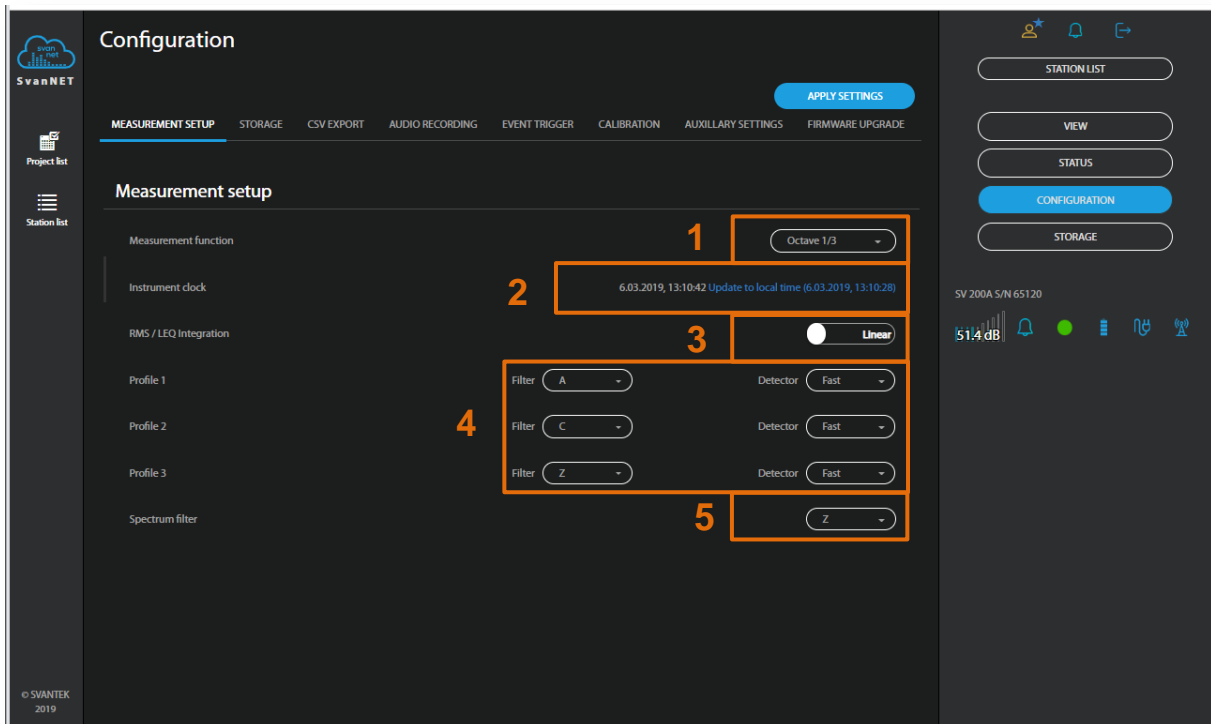 svan
net
SvanNET
Project list
Station list
© SVANTEK
2019
Configuration
APPLY SETTINGS
MEASUREMENT SETUP STORAGE CSV EXPORT AUDIO RECORDING EVENT TRIGGER CALIBRATION AUXILLARY SETTINGS FIRMWARE UPGRADE
Measurement setup
Measurement function 1 Octave 1/3
Instrument clock 2 6.03.2019, 13:10:42 Update to local time (6.03.2019, 13:10:28)
RMS / LEQ Integration 3 Linear
Profile 1 Filter A Detector Fast
4
Profile 2 Filter C Detector Fast
Profile 3 Filter Z Detector Fast
Spectrum filter 5 Z
STATION LIST
VIEW
STATUS
CONFIGURATION
STORAGE
SV 200A S/N 65120
51.4 dB